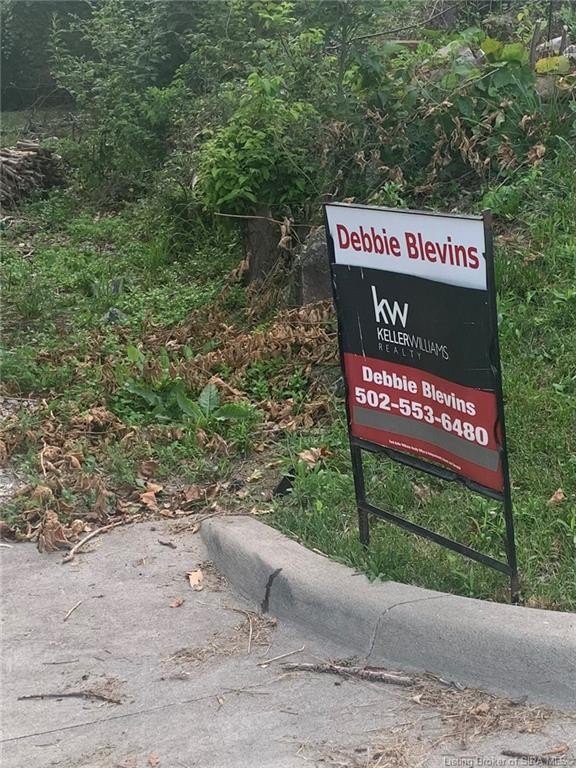 Debbie Blevins
kw
KELLERWILLIAMS
REALTY
Debbie Blevins
502-553-6480
Listing Broker of SIRA MLS